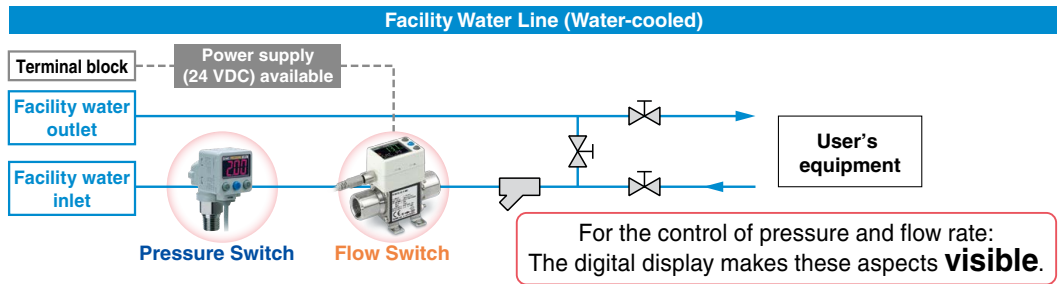 Facility Water Line (Water-cooled)
Terminal block
Power supply
(24 VDC) available
Facility water
outlet
Facility water
inlet
200
Pressure Switch
Flow Switch
User's
equipment
For the control of pressure and flow rate:
The digital display makes these aspects visible.